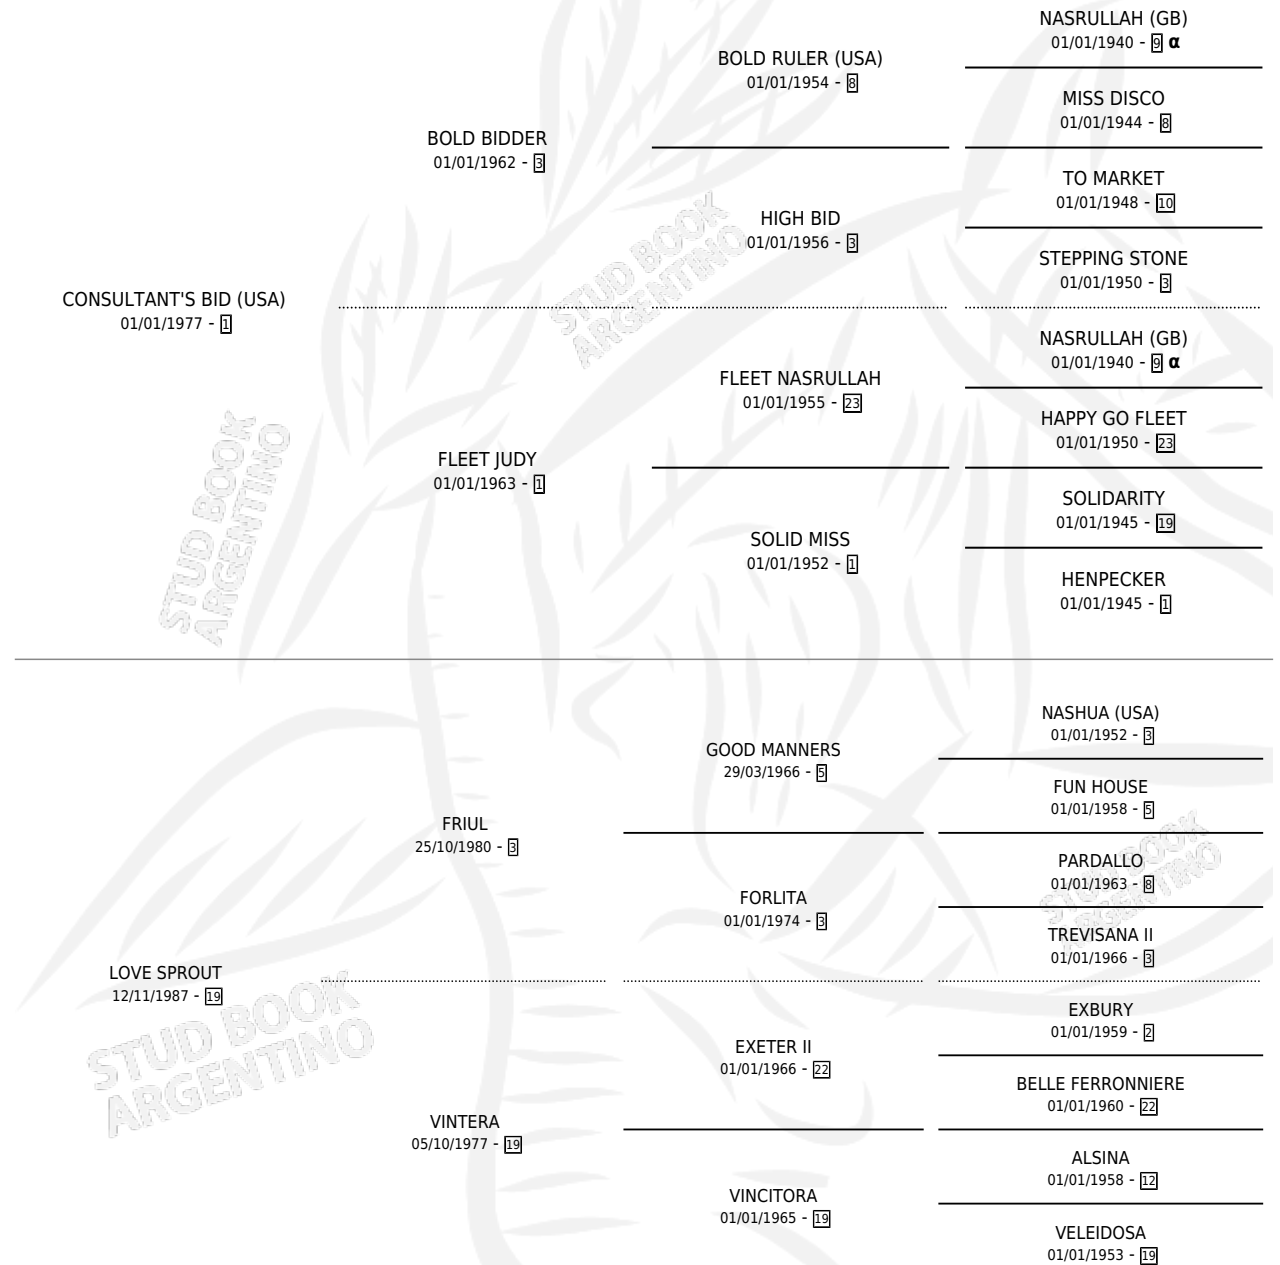 NASRULLAH (GB)
01/01/1940 - 9 α
BOLD RULER (USA)
01/01/1954 - 8
MISS DISCO
01/01/1944 - 8
BOLD BIDDER
01/01/1962 - 3
TO MARKET
01/01/1948 - 10
HIGH BID
01/01/1956 - 3
STEPPING STONE
01/01/1950 - 3
CONSULTANT'S BID (USA)
01/01/1977 - 1
NASRULLAH (GB)
01/01/1940 - 9 α
FLEET NASRULLAH
01/01/1955 - 23
HAPPY GO FLEET
01/01/1950 - 23
FLEET JUDY
01/01/1963 - 1
SOLIDARITY
01/01/1945 - 19
SOLID MISS
01/01/1952 - 1
HENPECKER
01/01/1945 - 1
NASHUA (USA)
01/01/1952 - 3
GOOD MANNERS
29/03/1966 - 5
FUN HOUSE
01/01/1958 - 5
FRIUL
25/10/1980 - 3
PARDALLO
01/01/1963 - 8
FORLITA
01/01/1974 - 3
TREVISANA II
01/01/1966 - 3
LOVE SPROUT
12/11/1987 - 19
EXBURY
01/01/1959 - 2
EXETER II
01/01/1966 - 22
BELLE FERRONNIERE
01/01/1960 - 22
VINTERA
05/10/1977 - 19
ALSINA
01/01/1958 - 12
VINCITORA
01/01/1965 - 19
VELEIDOSA
01/01/1953 - 19
STUD BOOK
ARGENTINO
STUD BOOK
ARGENTINO
STUD BOOK
ARGENTINO
STUD BOOK
ARGENTINO